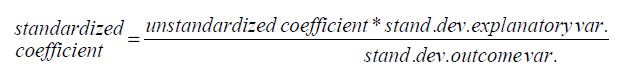 standardized
coefficient = unstandardized coefficient * stand.dev.explanatory var.
stand.dev.outcome var.